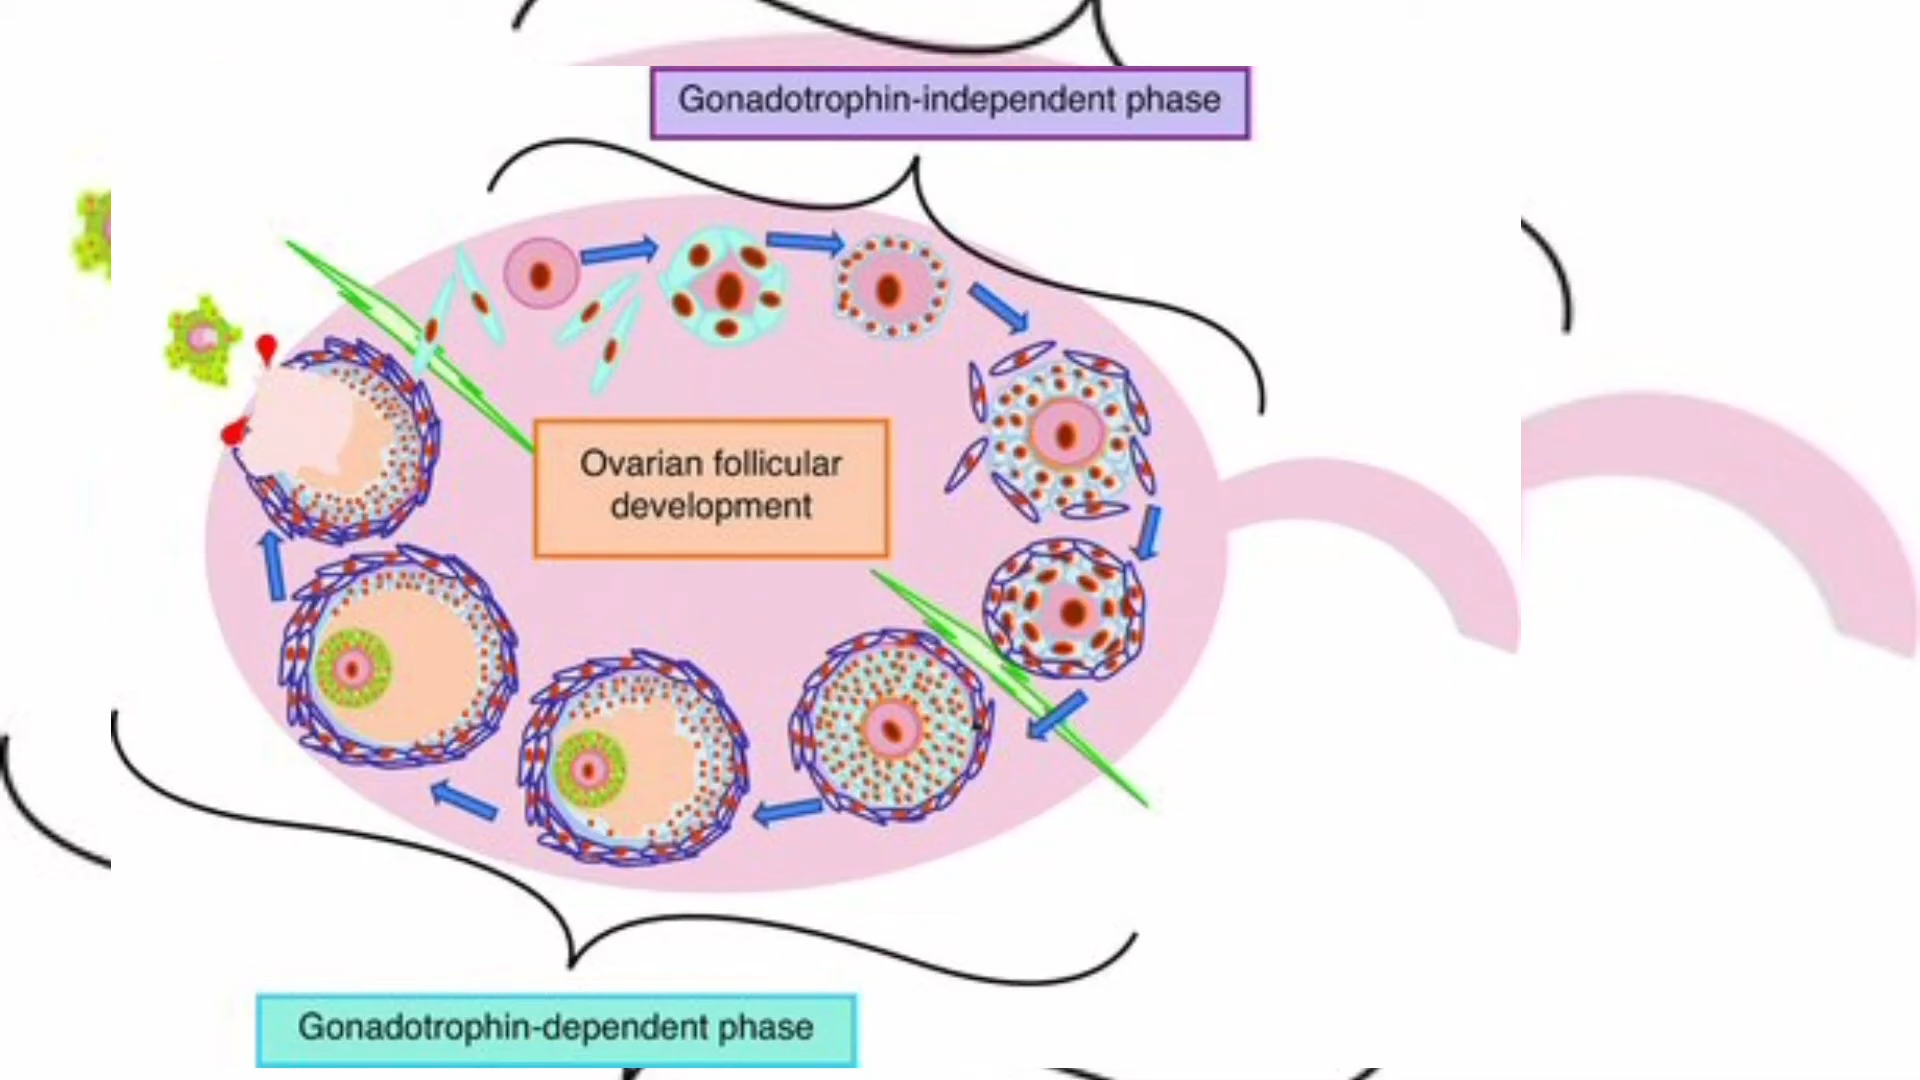 Gonadotrophin-independent phase
Ovarian follicular
development
Gonadotrophin-dependent phase